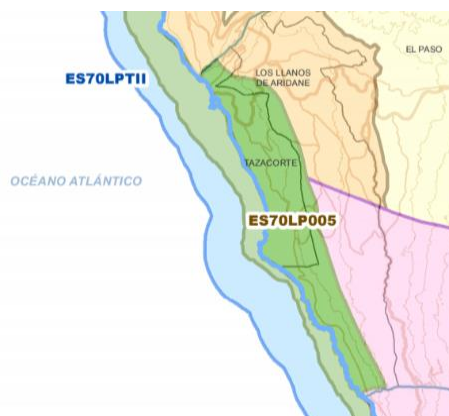 EL PASO
ES70LPTII
LOS LLANOS
DE ARIDANE
TAZACORTE
OCÉANO ATLÁNTICO
ES70LP005